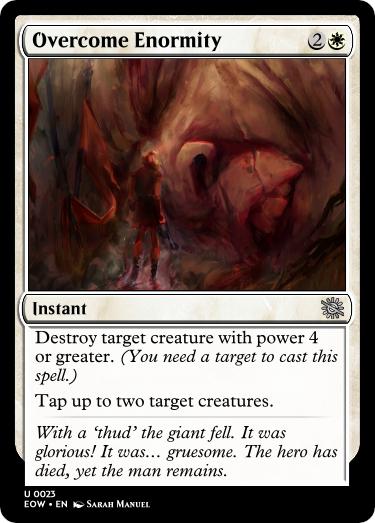 Overcome Enormity 2
Instant
Destroy target creature with power 4
or greater. (You need a target to cast this
spell.)
Tap up to two target creatures.
With a ‘thud’ the giant fell. It was
glorious! It was... gruesome. The hero has
died, yet the man remains.
U 0023
EOW • EN Sarah Manuel